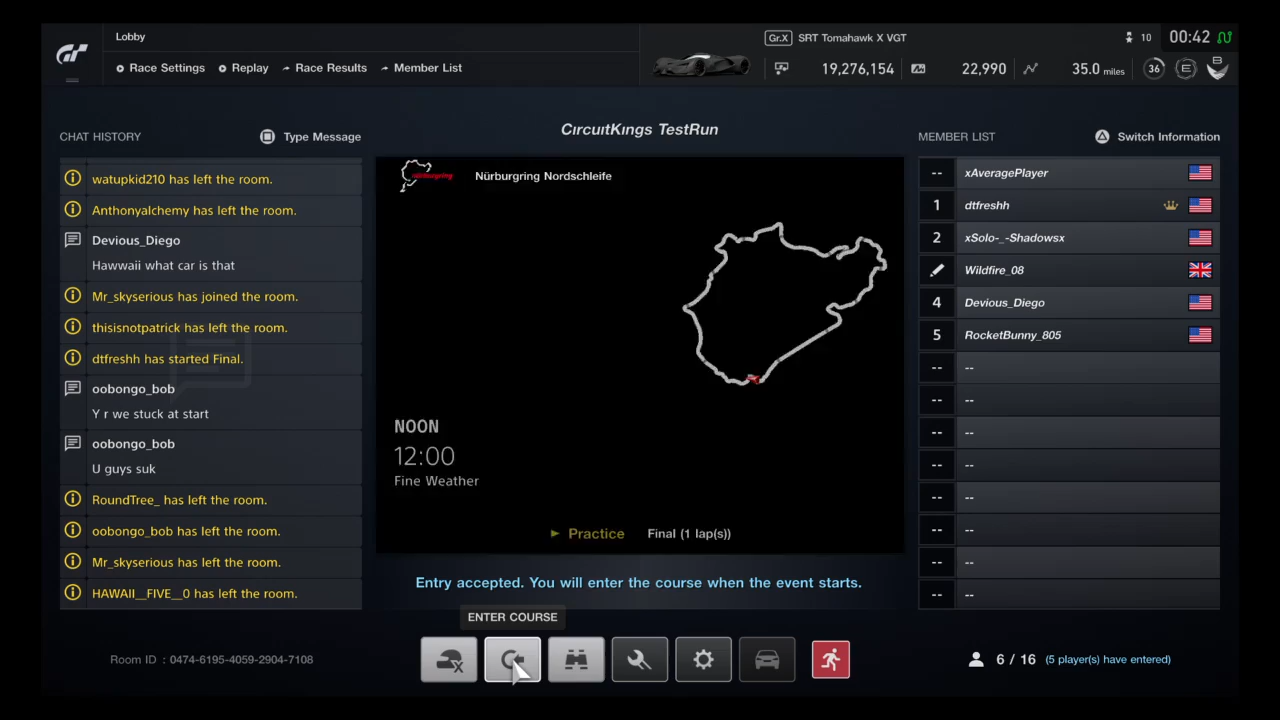 Lobby
Gr.X SRT Tomahawk X VGT
10
00:42
Race Settings Replay Race Results Member List
19,276,154 22,990 35.0 miles 36 E B
CHAT HISTORY
Type Message
CırcuıtKıngs TestRun
MEMBER LIST
Switch Information
watupkid210 has left the room.
Anthonyalchemy has left the room.
Devious_Diego
Hawwaii what car is that
Mr_skyserious has joined the room.
thisisnotpatrick has left the room.
dtfreshh has started Final.
oobongo_bob
Y r we stuck at start
oobongo_bob
U guys suk
RoundTree_ has left the room.
oobongo_bob has left the room.
Mr_skyserious has left the room.
HAWAII__FIVE__0 has left the room.
nürburgring
Nürburgring Nordschleife
NOON
12:00
Fine Weather
Practice Final (1 lap(s))
Entry accepted. You will enter the course when the event starts.
ENTER COURSE
-- xAveragePlayer
1 dtfreshh
2 xSolo-_-Shadowsx
Wildfire_08
4 Devious_Diego
5 RocketBunny_805
-- --
-- --
-- --
-- --
-- --
-- --
-- --
-- --
Room ID : 0474-6195-4059-2904-7108
6 / 16 (5 player(s) have entered)